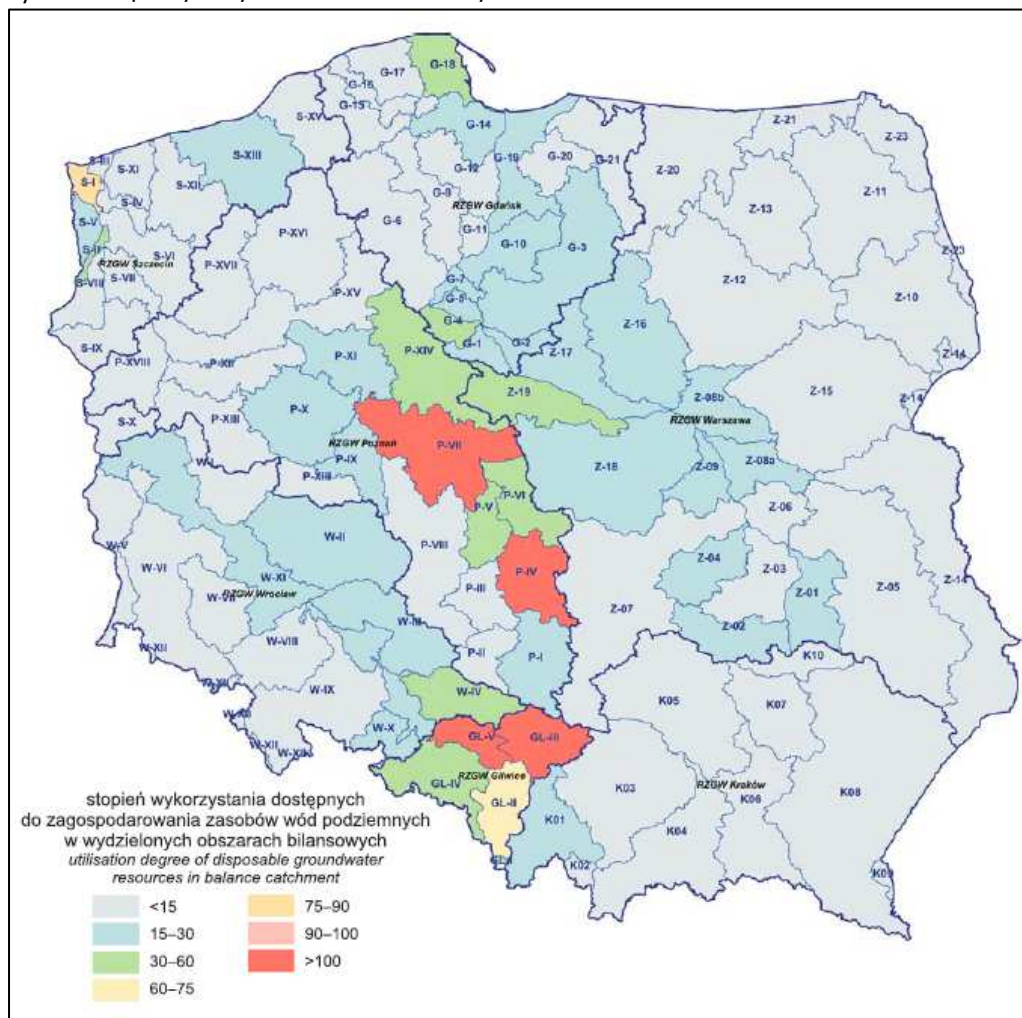 G-18
G-17
G-16
G-15
S-XV
G-14
Z-21
Z-23
S-XIII
G-19
G-20
G-21
Z-20
S-III
S-XI
G-12
Z-11
S-I
S-XII
G-8
Z-13
S-IV
RZGW Gdańsk
S-V
G-6
G-11
P-XVI
G-10
G-3
Z-23
S-II
S-VI
RZGW Szczecin
P-XVII
S-VII
S-VIII
G-7
Z-12
Z-10
P-XV
G-5
G-4
Z-16
S-IX
G-1
G-2
P-XVIII
P-XII
P-XI
P-XIV
Z-17
Z-14
Z-19
Z-15
Z-08b
Z-14
S-X
P-XIII
P-X
RZGW Warszawa
RZGW Poznań
P-VII
W-I
P-IX
Z-18
Z-09
Z-08a
P-XIII
P-VI
P-V
Z-06
W-II
P-VIII
W-V
W-VI
Z-04
P-IV
Z-03
W-XI
P-III
Z-05
Z-14
W-VII
RZGW Wrocław
Z-01
Z-07
W-III
Z-02
W-VIII
W-XII
P-II
P-I
K10
W-IX
W-IV
K05
K07
W-X
GL-V
GL-III
W-XII
RZGW Gliwice
RZGW Kraków
GL-IV
K03
K08
GL-II
K06
K01
K04
K02
K09
stopień wykorzystania dostępnych
do zagospodarowania zasobów wód podziemnych
w wydzielonych obszarach bilansowych
utilisation degree of disposable groundwater
resources in balance catchment
<15
75–90
15–30
90–100
30–60
>100
60–75